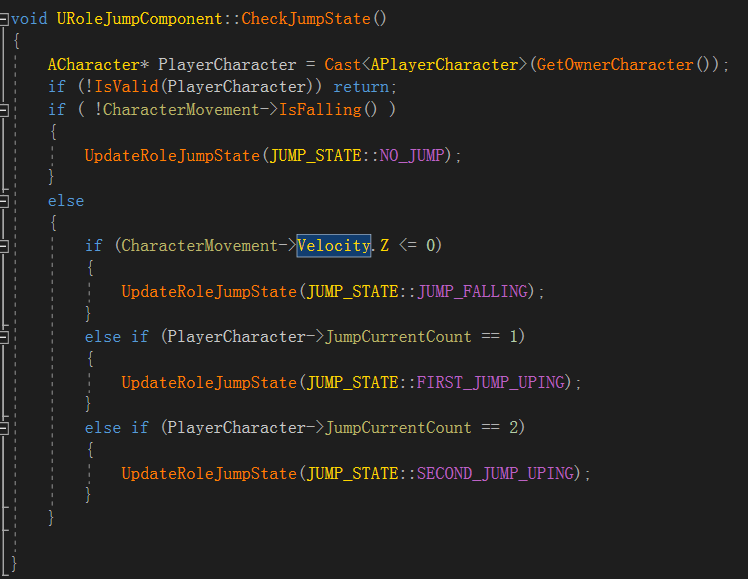 void URoleJumpComponent::CheckJumpState()
{
    ACharacter* PlayerCharacter = Cast<APlayerCharacter>(GetOwnerCharacter());
    if (!IsValid(PlayerCharacter)) return;
    if ( !CharacterMovement->IsFalling() )
    {
        UpdateRoleJumpState(JUMP_STATE::NO_JUMP);
    }
    else
    {
        if (CharacterMovement->Velocity.Z <= 0)
        {
            UpdateRoleJumpState(JUMP_STATE::JUMP_FALLING);
        }
        else if (PlayerCharacter->JumpCurrentCount == 1)
        {
            UpdateRoleJumpState(JUMP_STATE::FIRST_JUMP_UPING);
        }
        else if (PlayerCharacter->JumpCurrentCount == 2)
        {
            UpdateRoleJumpState(JUMP_STATE::SECOND_JUMP_UPING);
        }
    }
}